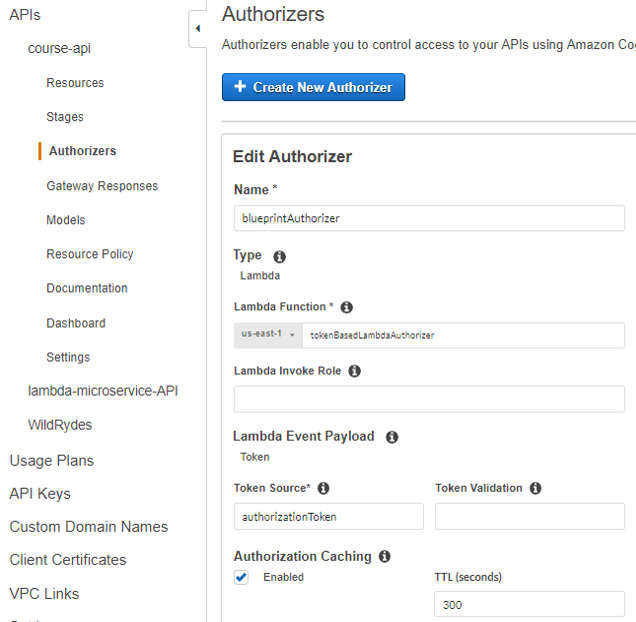 APIs
course-api
Resources
Stages
Authorizers
Gateway Responses
Models
Resource Policy
Documentation
Dashboard
Settings
lambda-microservice-API
WildRydes
Usage Plans
API Keys
Custom Domain Names
Client Certificates
VPC Links
Authorizers
Authorizers enable you to control access to your APIs using Amazon
Create New Authorizer
Edit Authorizer
Name *
blueprintAuthorizer
Type
Lambda
Lambda Function *
us-east-1 tokenBasedLambdaAuthorizer
Lambda Invoke Role
Lambda Event Payload
Token
Token Source* Token Validation
authorizationToken
Authorization Caching
Enabled TTL (seconds)
300